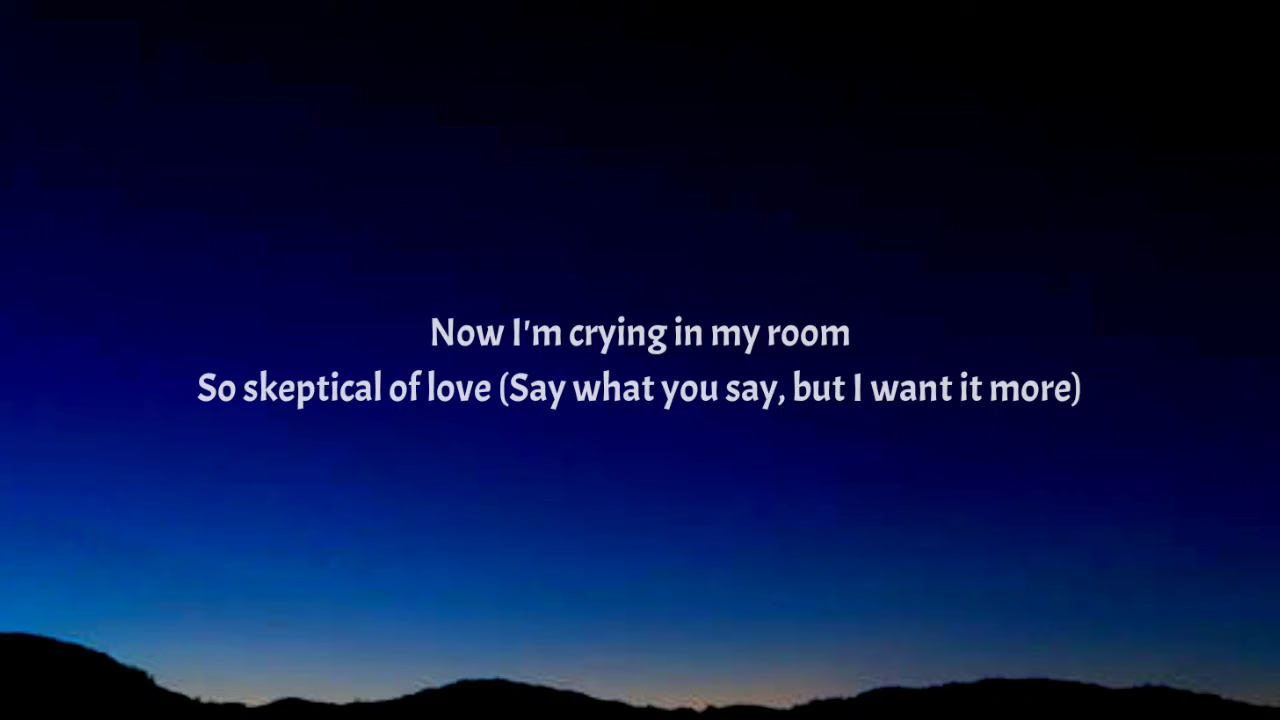 Now I'm crying in my room
So skeptical of love (Say what you say, but I want it more)